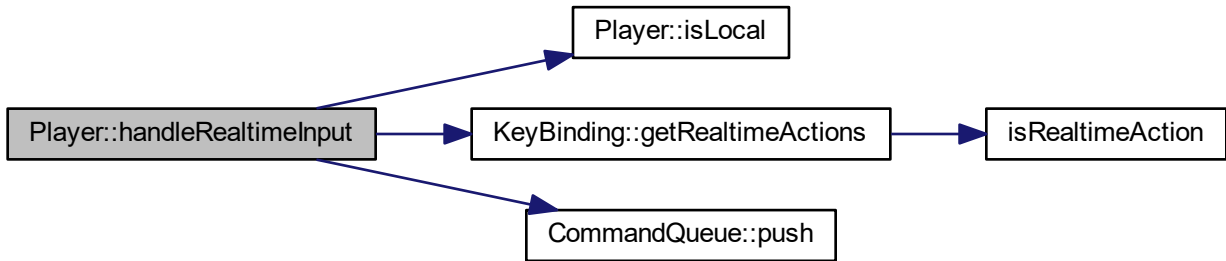 Player::isLocal
Player::handleRealtimeInput
KeyBinding::getRealtimeActions
isRealtimeAction
CommandQueue::push